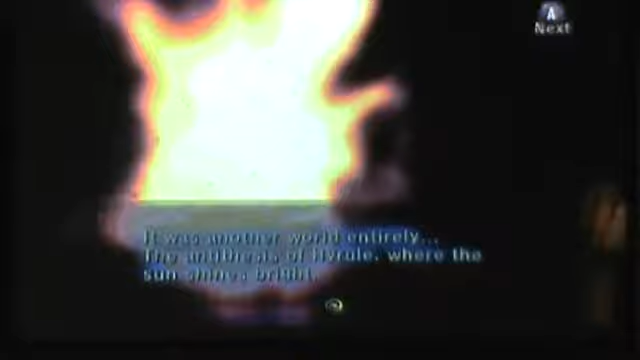 A
Next
It was another world entirely...
The antithesis of Hyrule, where the
sun shines bright.